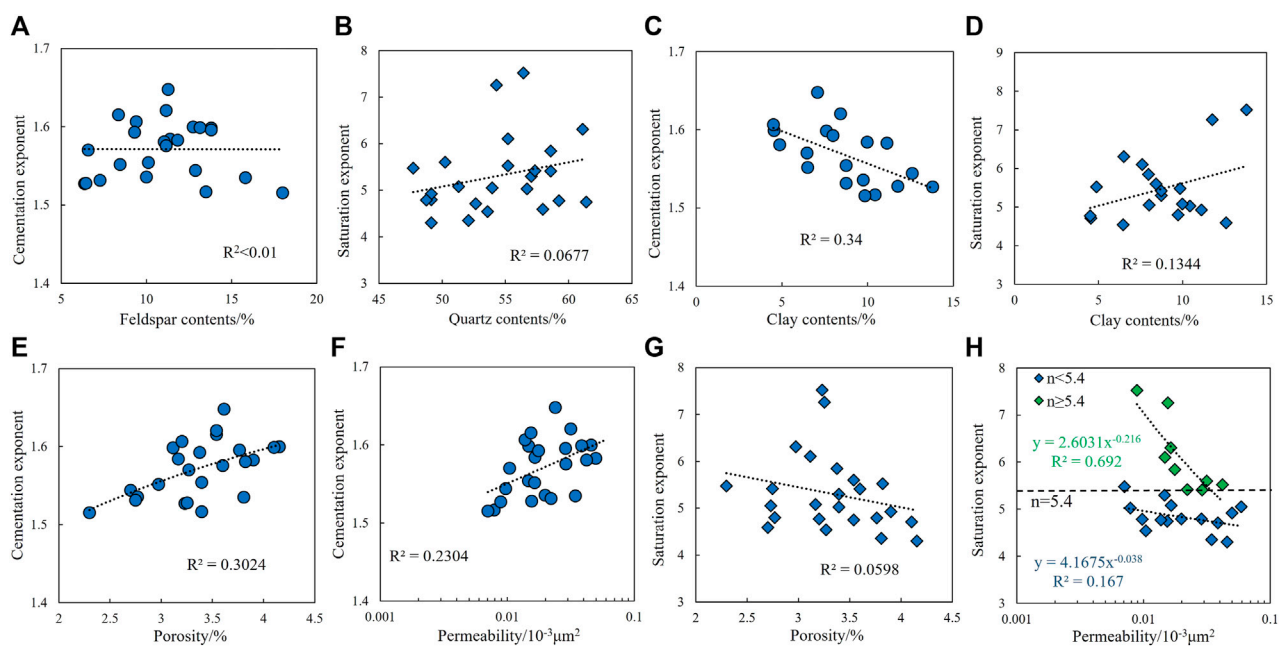 A
1.7
1.6
1.5
1.4
Cementation exponent
R²<0.01
5 10 15 20
Feldspar contents/%
B
8
7
6
5
4
3
Saturation exponent
R² = 0.0677
45 50 55 60 65
Quartz contents/%
C
1.7
1.6
1.5
1.4
Cementation exponent
R² = 0.34
0 5 10 15
Clay contents/%
D
9
8
7
6
5
4
3
Saturation exponent
R² = 0.1344
0 5 10 15
Clay contents/%
E
1.7
1.6
1.5
1.4
Cementation exponent
R² = 0.3024
2 2.5 3 3.5 4 4.5
Porosity/%
F
1.7
1.6
1.5
1.4
Cementation exponent
R² = 0.2304
0.001 0.01 0.1
Permeability/10⁻³μm²
G
8
7
6
5
4
3
Saturation exponent
R² = 0.0598
2 2.5 3 3.5 4 4.5
Porosity/%
H
8
7
6
5
4
3
Saturation exponent
n<5.4
n≥5.4
y = 2.6031x⁻⁰·²¹⁶
R² = 0.692
n=5.4
y = 4.1675x⁻⁰·⁰³⁸
R² = 0.167
0.001 0.01 0.1
Permeability/10⁻³μm²